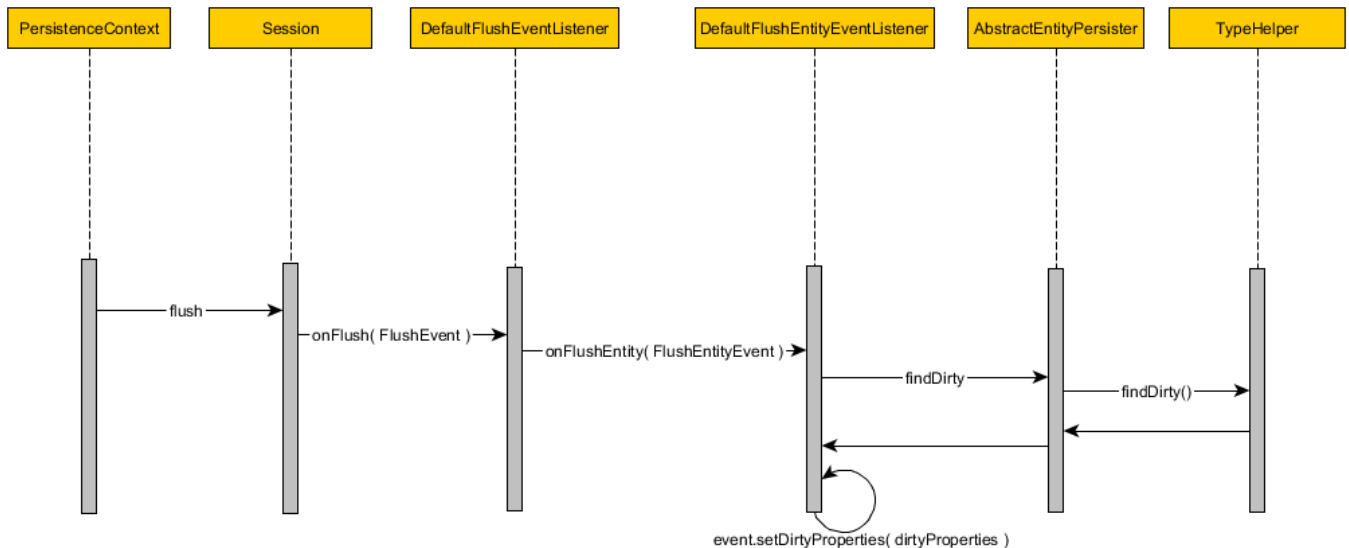 PersistenceContext
Session
DefaultFlushEventListener
DefaultFlushEntityEventListener
AbstractEntityPersister
TypeHelper
flush
onFlush( FlushEvent )
onFlushEntity( FlushEntityEvent )
findDirty
findDirty()
event.setDirtyProperties( dirtyProperties )